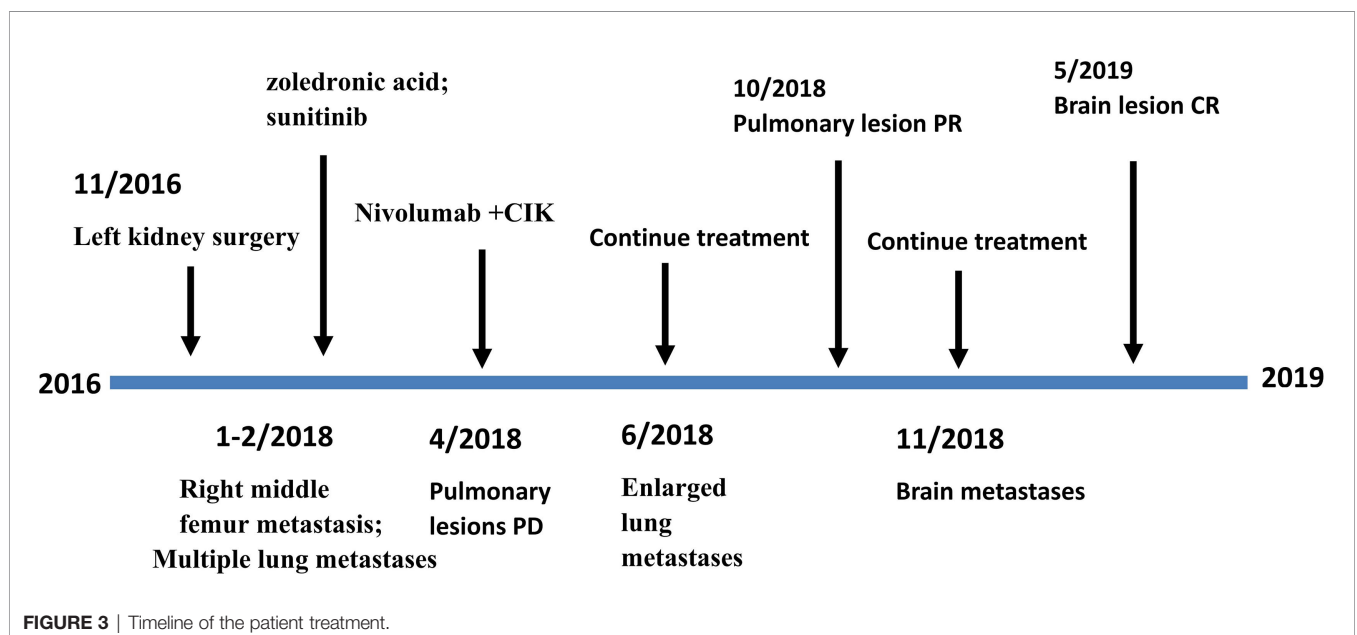 zoledronic acid;
sunitinib
11/2016
Left kidney surgery
Nivolumab +CIK
Continue treatment
10/2018
Pulmonary lesion PR
Continue treatment
5/2019
Brain lesion CR
2016
2019
1-2/2018
Right middle
femur metastasis;
Multiple lung metastases
4/2018
Pulmonary
lesions PD
6/2018
Enlarged
lung
metastases
11/2018
Brain metastases
FIGURE 3 | Timeline of the patient treatment.